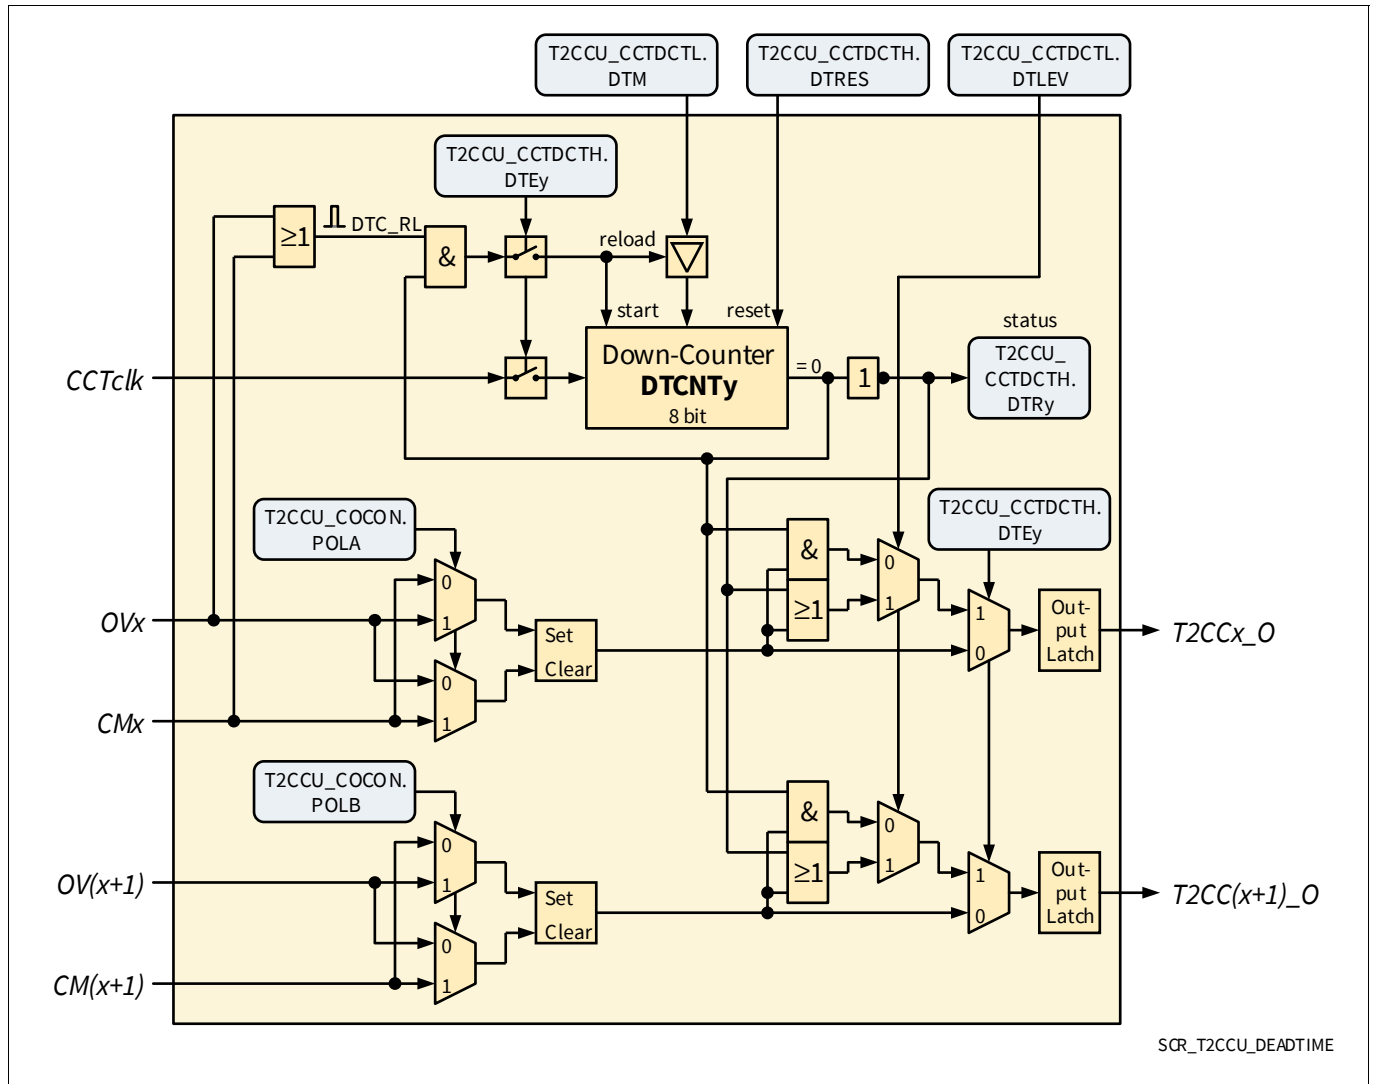 T2CCU_CCTDCTL.
DTM
T2CCU_CCTDCTH.
DTRES
T2CCU_CCTDCTL.
DTLEV
T2CCU_CCTDCTH.
DTEy
≥1
DTC_RL
&
reload
start
reset
status
CCTclk
Down-Counter
DTCNTy
8 bit
= 0
1
T2CCU_
CCTDCTH.
DTRy
T2CCU_COCON.
POLA
T2CCU_CCTDCTH.
DTEy
OVx
0
1
0
1
CMx
Set
Clear
&
≥1
0
1
1
0
Out-
put
Latch
T2CCx_O
T2CCU_COCON.
POLB
OV(x+1)
0
1
0
1
CM(x+1)
Set
Clear
&
≥1
0
1
1
0
Out-
put
Latch
T2CC(x+1)_O
SCR_T2CCU_DEADTIME